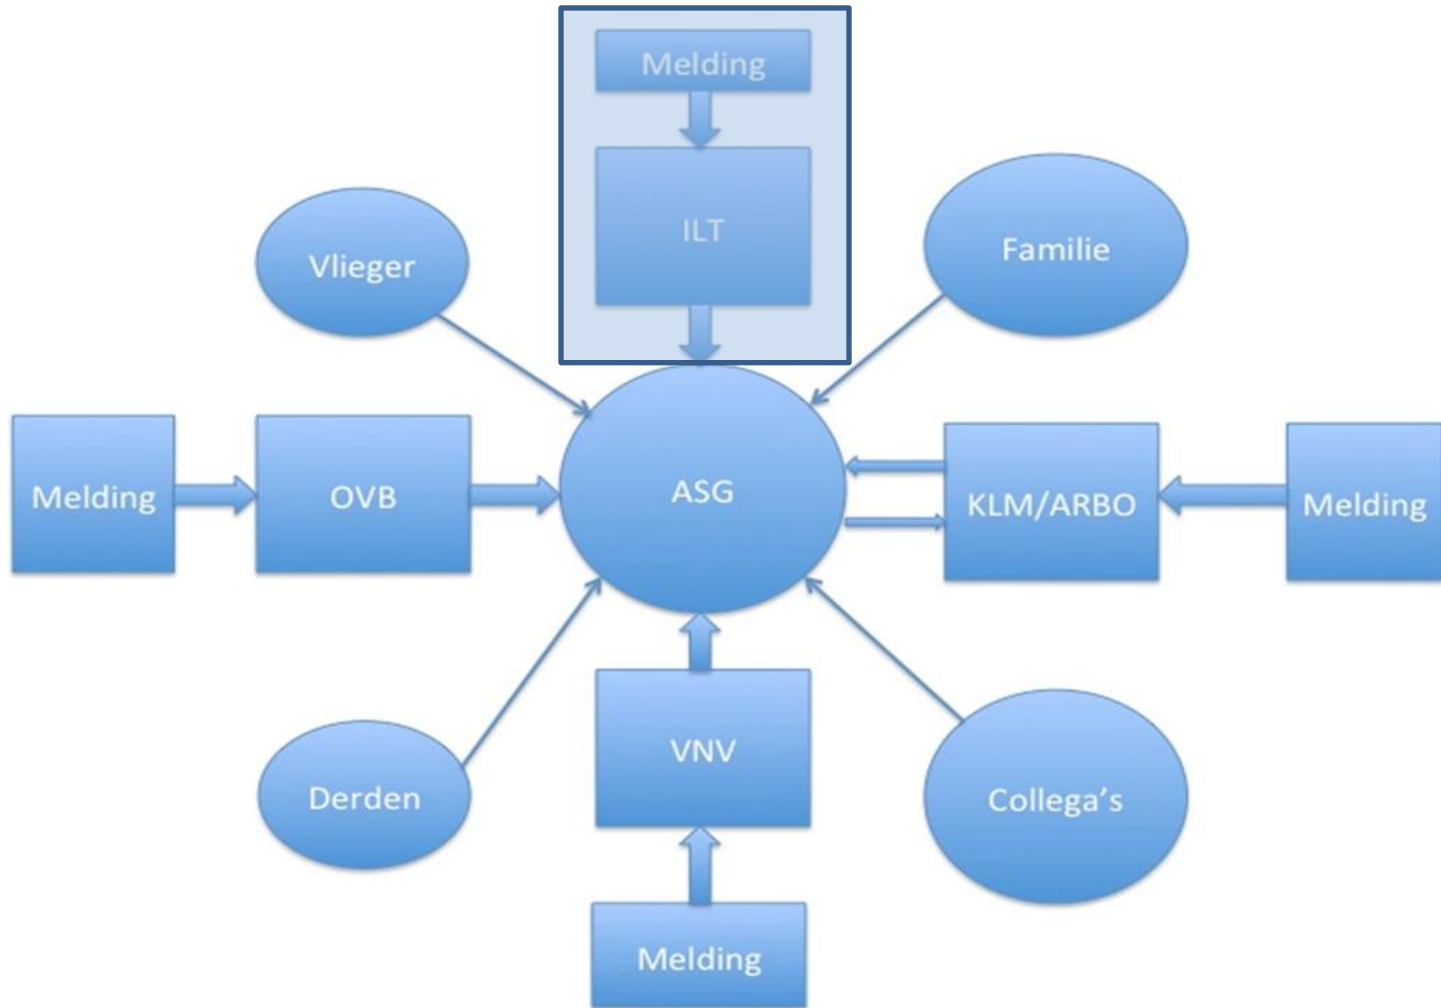 Melding
ILT
Vlieger
Familie
Melding
OVB
ASG
KLM/ARBO
Melding
VNV
Derden
Collega’s
Melding